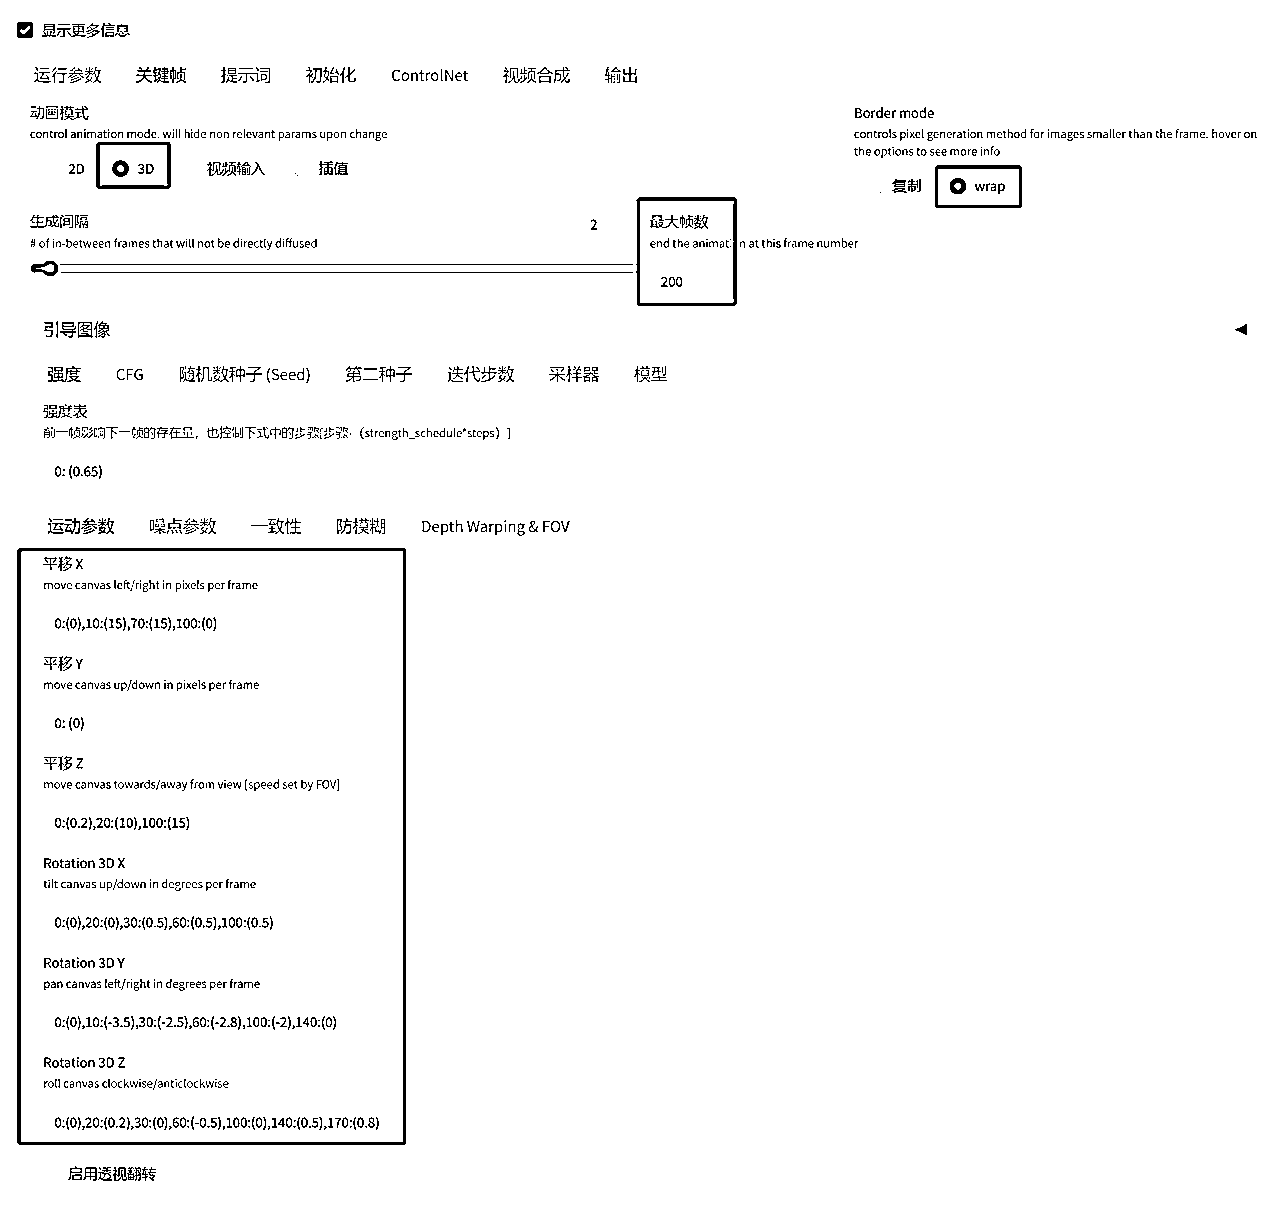 显示更多信息
运行参数 关键帧 提示词 初始化 ControlNet 视频合成 输出
动画模式
control animation mode. will hide non relevant params upon change
2D 3D 视频输入 插值
Border mode
controls pixel generation method for images smaller than the frame. hover on
the options to see more info
复制 wrap
生成间隔 2
# of in-between frames that will not be directly diffused
最大帧数
end the animation at this frame number
200
引导图像
强度 CFG 随机数种子 (Seed) 第二种子 迭代步数 采样器 模型
强度表
前一帧影响下一帧的存在量，也控制下式中的步骤[步骤-（strength_schedule*steps）]
0: (0.65)
运动参数 噪点参数 一致性 防模糊 Depth Warping & FOV
平移 X
move canvas left/right in pixels per frame
0:(0),10:(15),70:(15),100:(0)
平移 Y
move canvas up/down in pixels per frame
0: (0)
平移 Z
move canvas towards/away from view [speed set by FOV]
0:(0.2),20:(10),100:(15)
Rotation 3D X
tilt canvas up/down in degrees per frame
0:(0),20:(0),30:(0.5),60:(0.5),100:(0.5)
Rotation 3D Y
pan canvas left/right in degrees per frame
0:(0),10:(-3.5),30:(-2.5),60:(-2.8),100:(-2),140:(0)
Rotation 3D Z
roll canvas clockwise/anticlockwise
0:(0),20:(0.2),30:(0),60:(-0.5),100:(0),140:(0.5),170:(0.8)
启用透视翻转